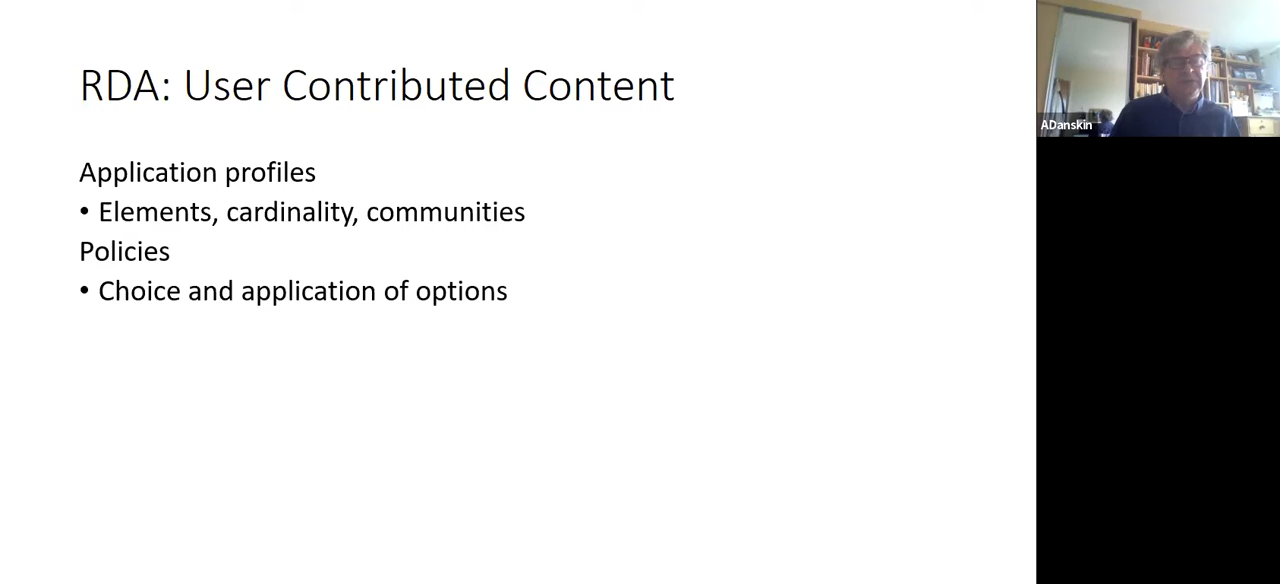 RDA: User Contributed Content
Application profiles
• Elements, cardinality, communities
Policies
• Choice and application of options
ADanskin